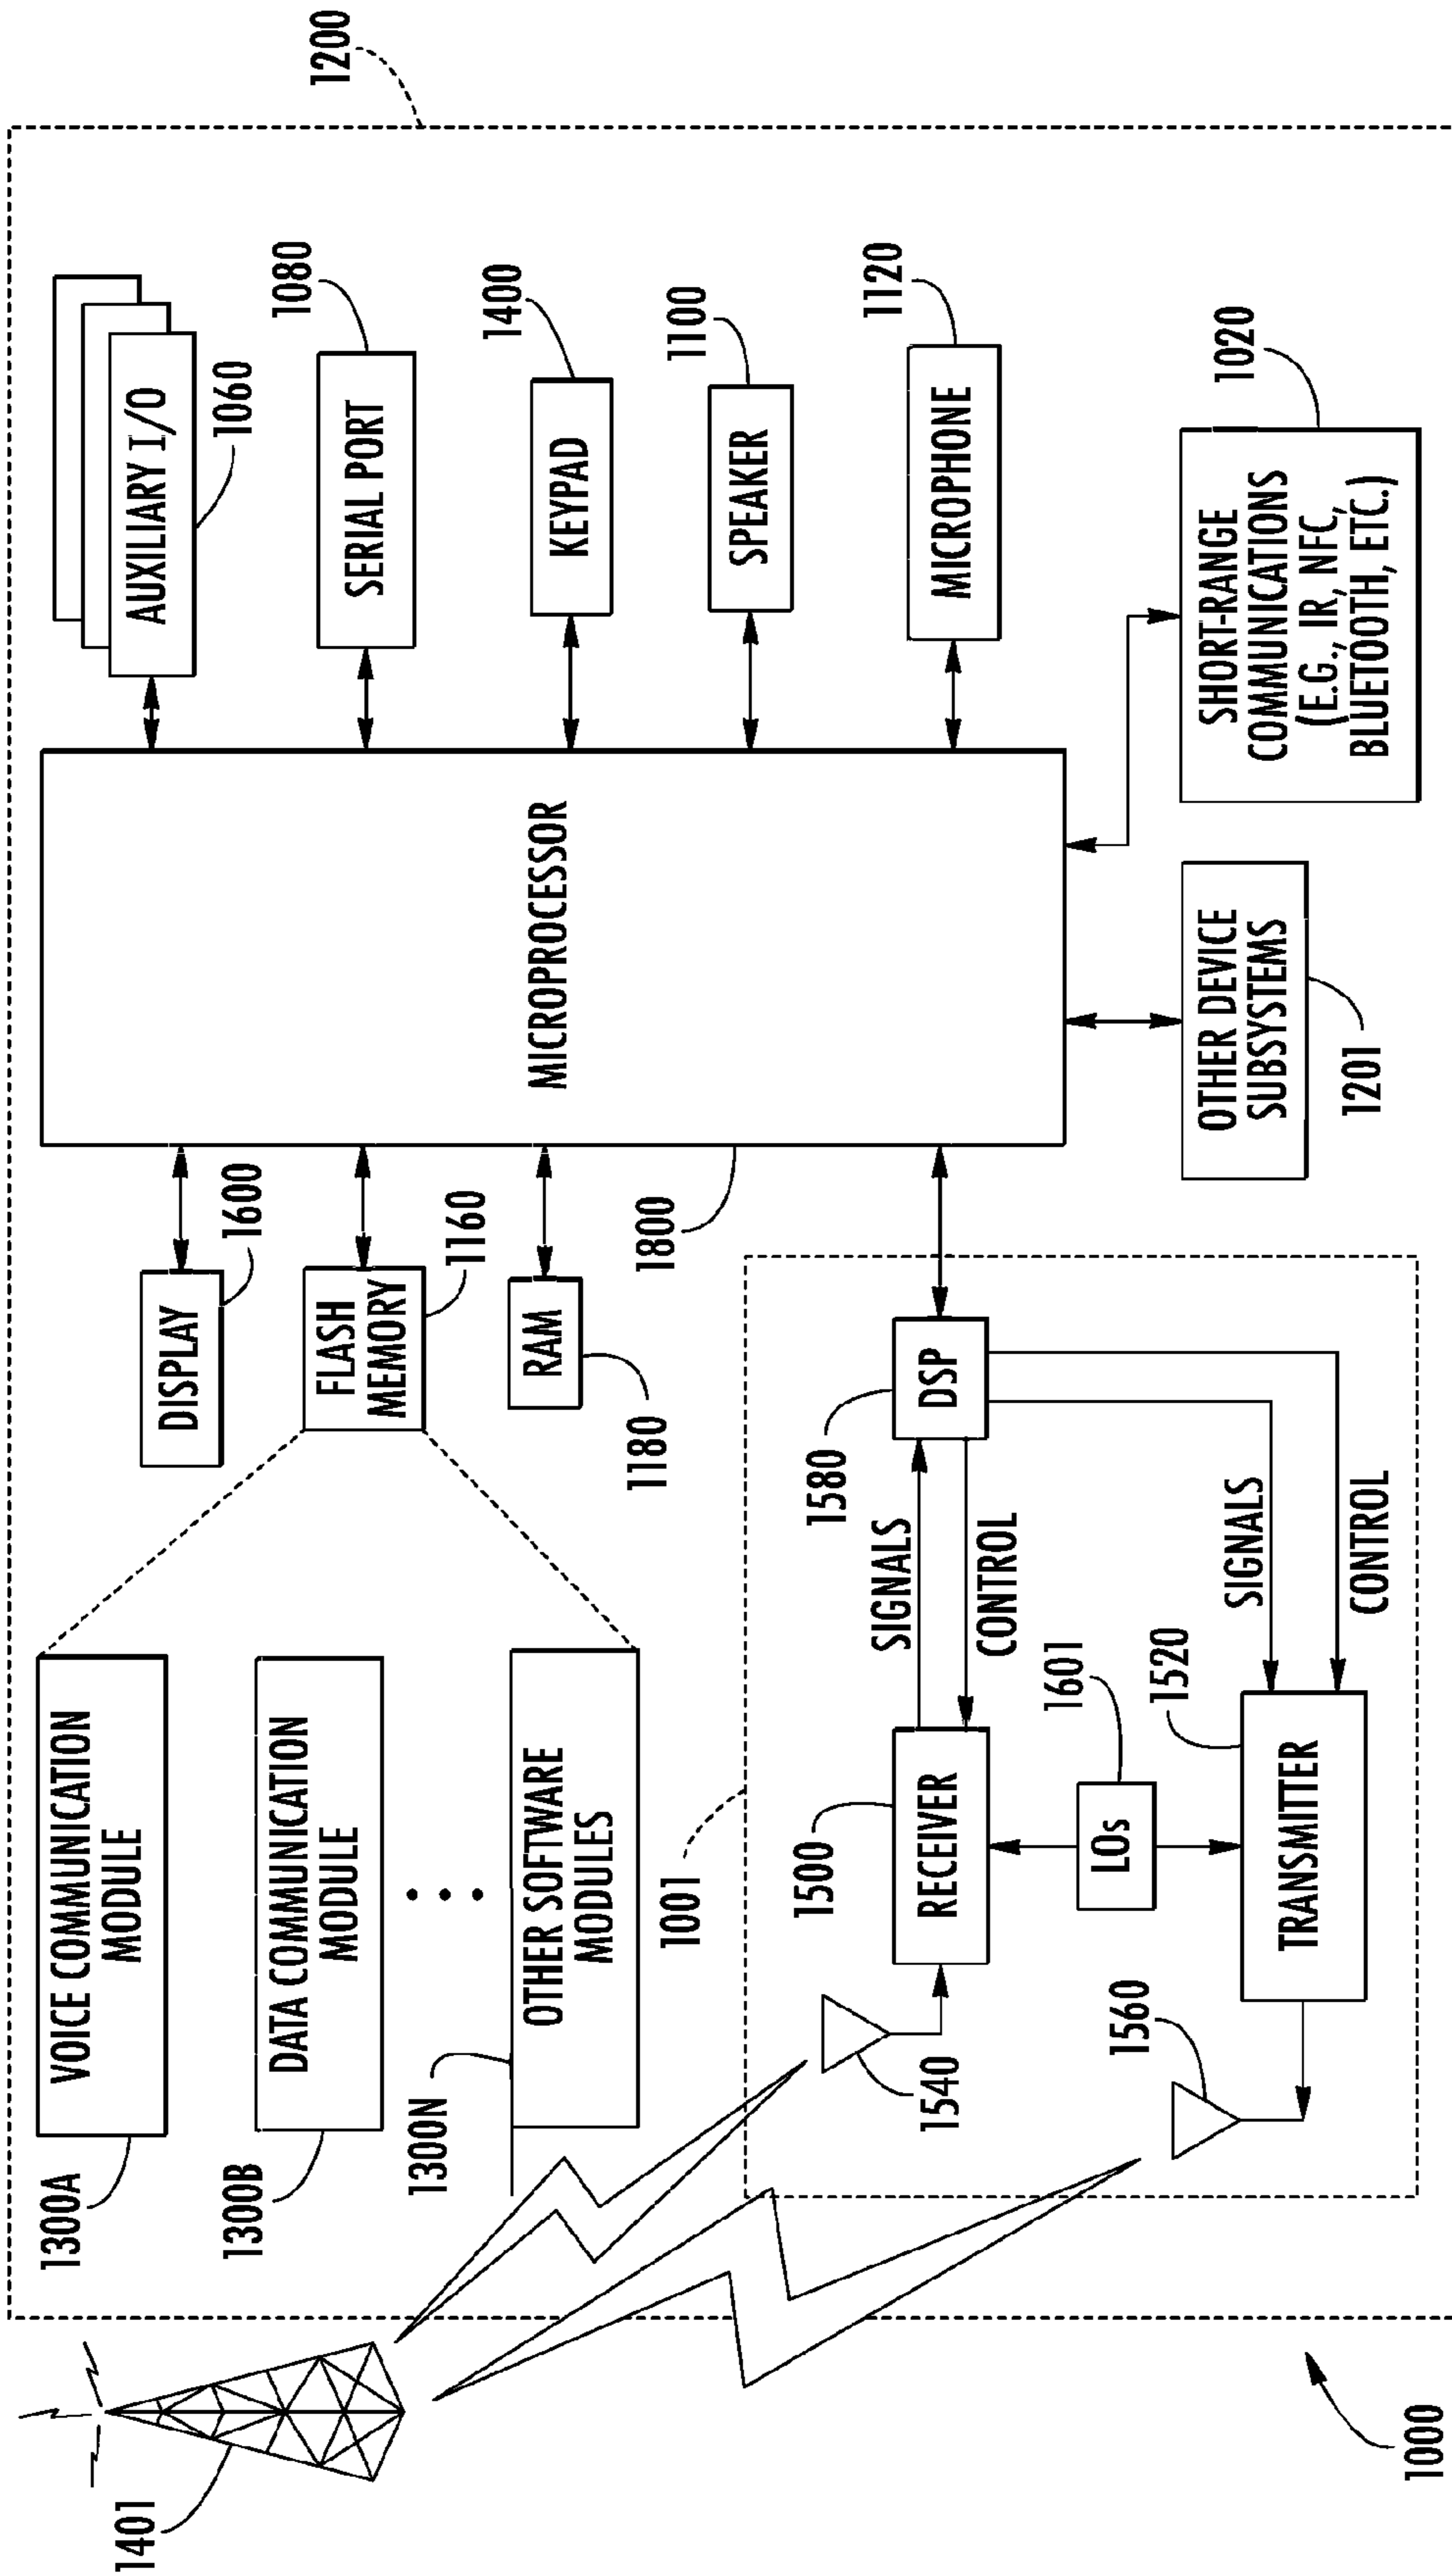 1200
AUXILIARY I/O
1060
SERIAL PORT
1080
KEYPAD
1400
SPEAKER
1100
MICROPHONE
1120
SHORT-RANGE
COMMUNICATIONS
(E.G., IR, NFC,
BLUETOOTH, ETC.)
1020
MICROPROCESSOR
1800
OTHER DEVICE
SUBSYSTEMS
1201
DISPLAY
1600
FLASH
MEMORY
1160
RAM
1180
VOICE COMMUNICATION
MODULE
1300A
DATA COMMUNICATION
MODULE
1300B
OTHER SOFTWARE
MODULES
1300N
1001
DSP
1580
SIGNALS
CONTROL
RECEIVER
1500
LOs
1601
SIGNALS
CONTROL
TRANSMITTER
1520
1540
1560
1401
1000